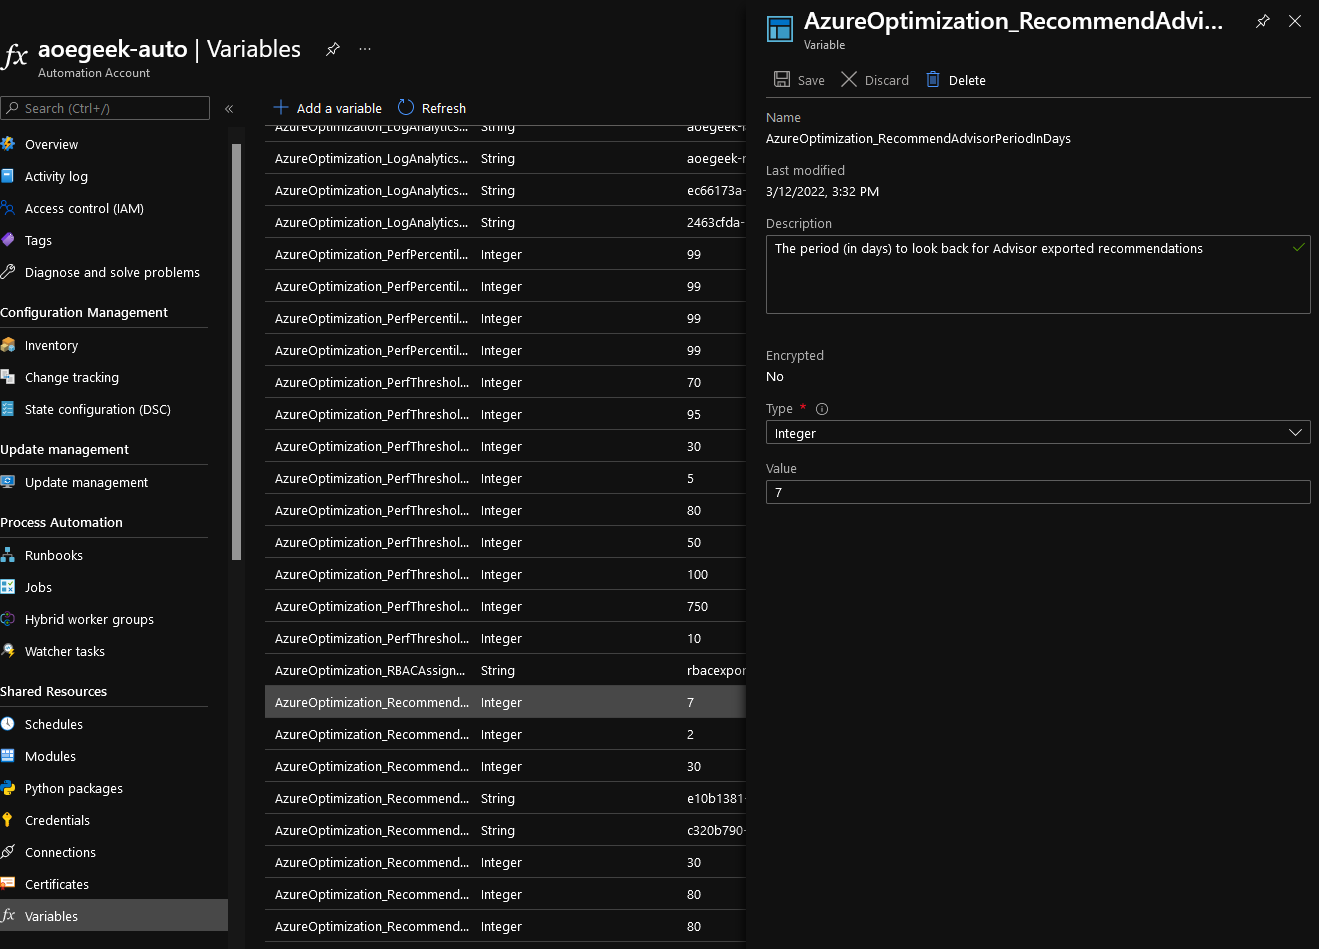 fx aoegeek-auto | Variables
Automation Account
Search (Ctrl+/)
Overview
Activity log
Access control (IAM)
Tags
Diagnose and solve problems
Configuration Management
Inventory
Change tracking
State configuration (DSC)
Update management
Update management
Process Automation
Runbooks
Jobs
Hybrid worker groups
Watcher tasks
Shared Resources
Schedules
Modules
Python packages
Credentials
Connections
Certificates
fx Variables
Add a variable Refresh
AzureOptimization_LogAnalytics... String
AzureOptimization_LogAnalytics... String aoegeek-r
AzureOptimization_LogAnalytics... String ec66173a-
AzureOptimization_LogAnalytics... String 2463cfda-
AzureOptimization_PerfPercentil... Integer 99
AzureOptimization_PerfPercentil... Integer 99
AzureOptimization_PerfPercentil... Integer 99
AzureOptimization_PerfPercentil... Integer 99
AzureOptimization_PerfThreshol... Integer 70
AzureOptimization_PerfThreshol... Integer 95
AzureOptimization_PerfThreshol... Integer 30
AzureOptimization_PerfThreshol... Integer 5
AzureOptimization_PerfThreshol... Integer 80
AzureOptimization_PerfThreshol... Integer 50
AzureOptimization_PerfThreshol... Integer 100
AzureOptimization_PerfThreshol... Integer 750
AzureOptimization_PerfThreshol... Integer 10
AzureOptimization_RBACAssign... String rbacexpor
AzureOptimization_Recommend... Integer 7
AzureOptimization_Recommend... Integer 2
AzureOptimization_Recommend... Integer 30
AzureOptimization_Recommend... String e10b1381-
AzureOptimization_Recommend... String c320b790-
AzureOptimization_Recommend... Integer 30
AzureOptimization_Recommend... Integer 80
AzureOptimization_Recommend... Integer 80
AzureOptimization_RecommendAdvi...
Variable
Save Discard Delete
Name
AzureOptimization_RecommendAdvisorPeriodInDays
Last modified
3/12/2022, 3:32 PM
Description
The period (in days) to look back for Advisor exported recommendations
Encrypted
No
Type *
Integer
Value
7